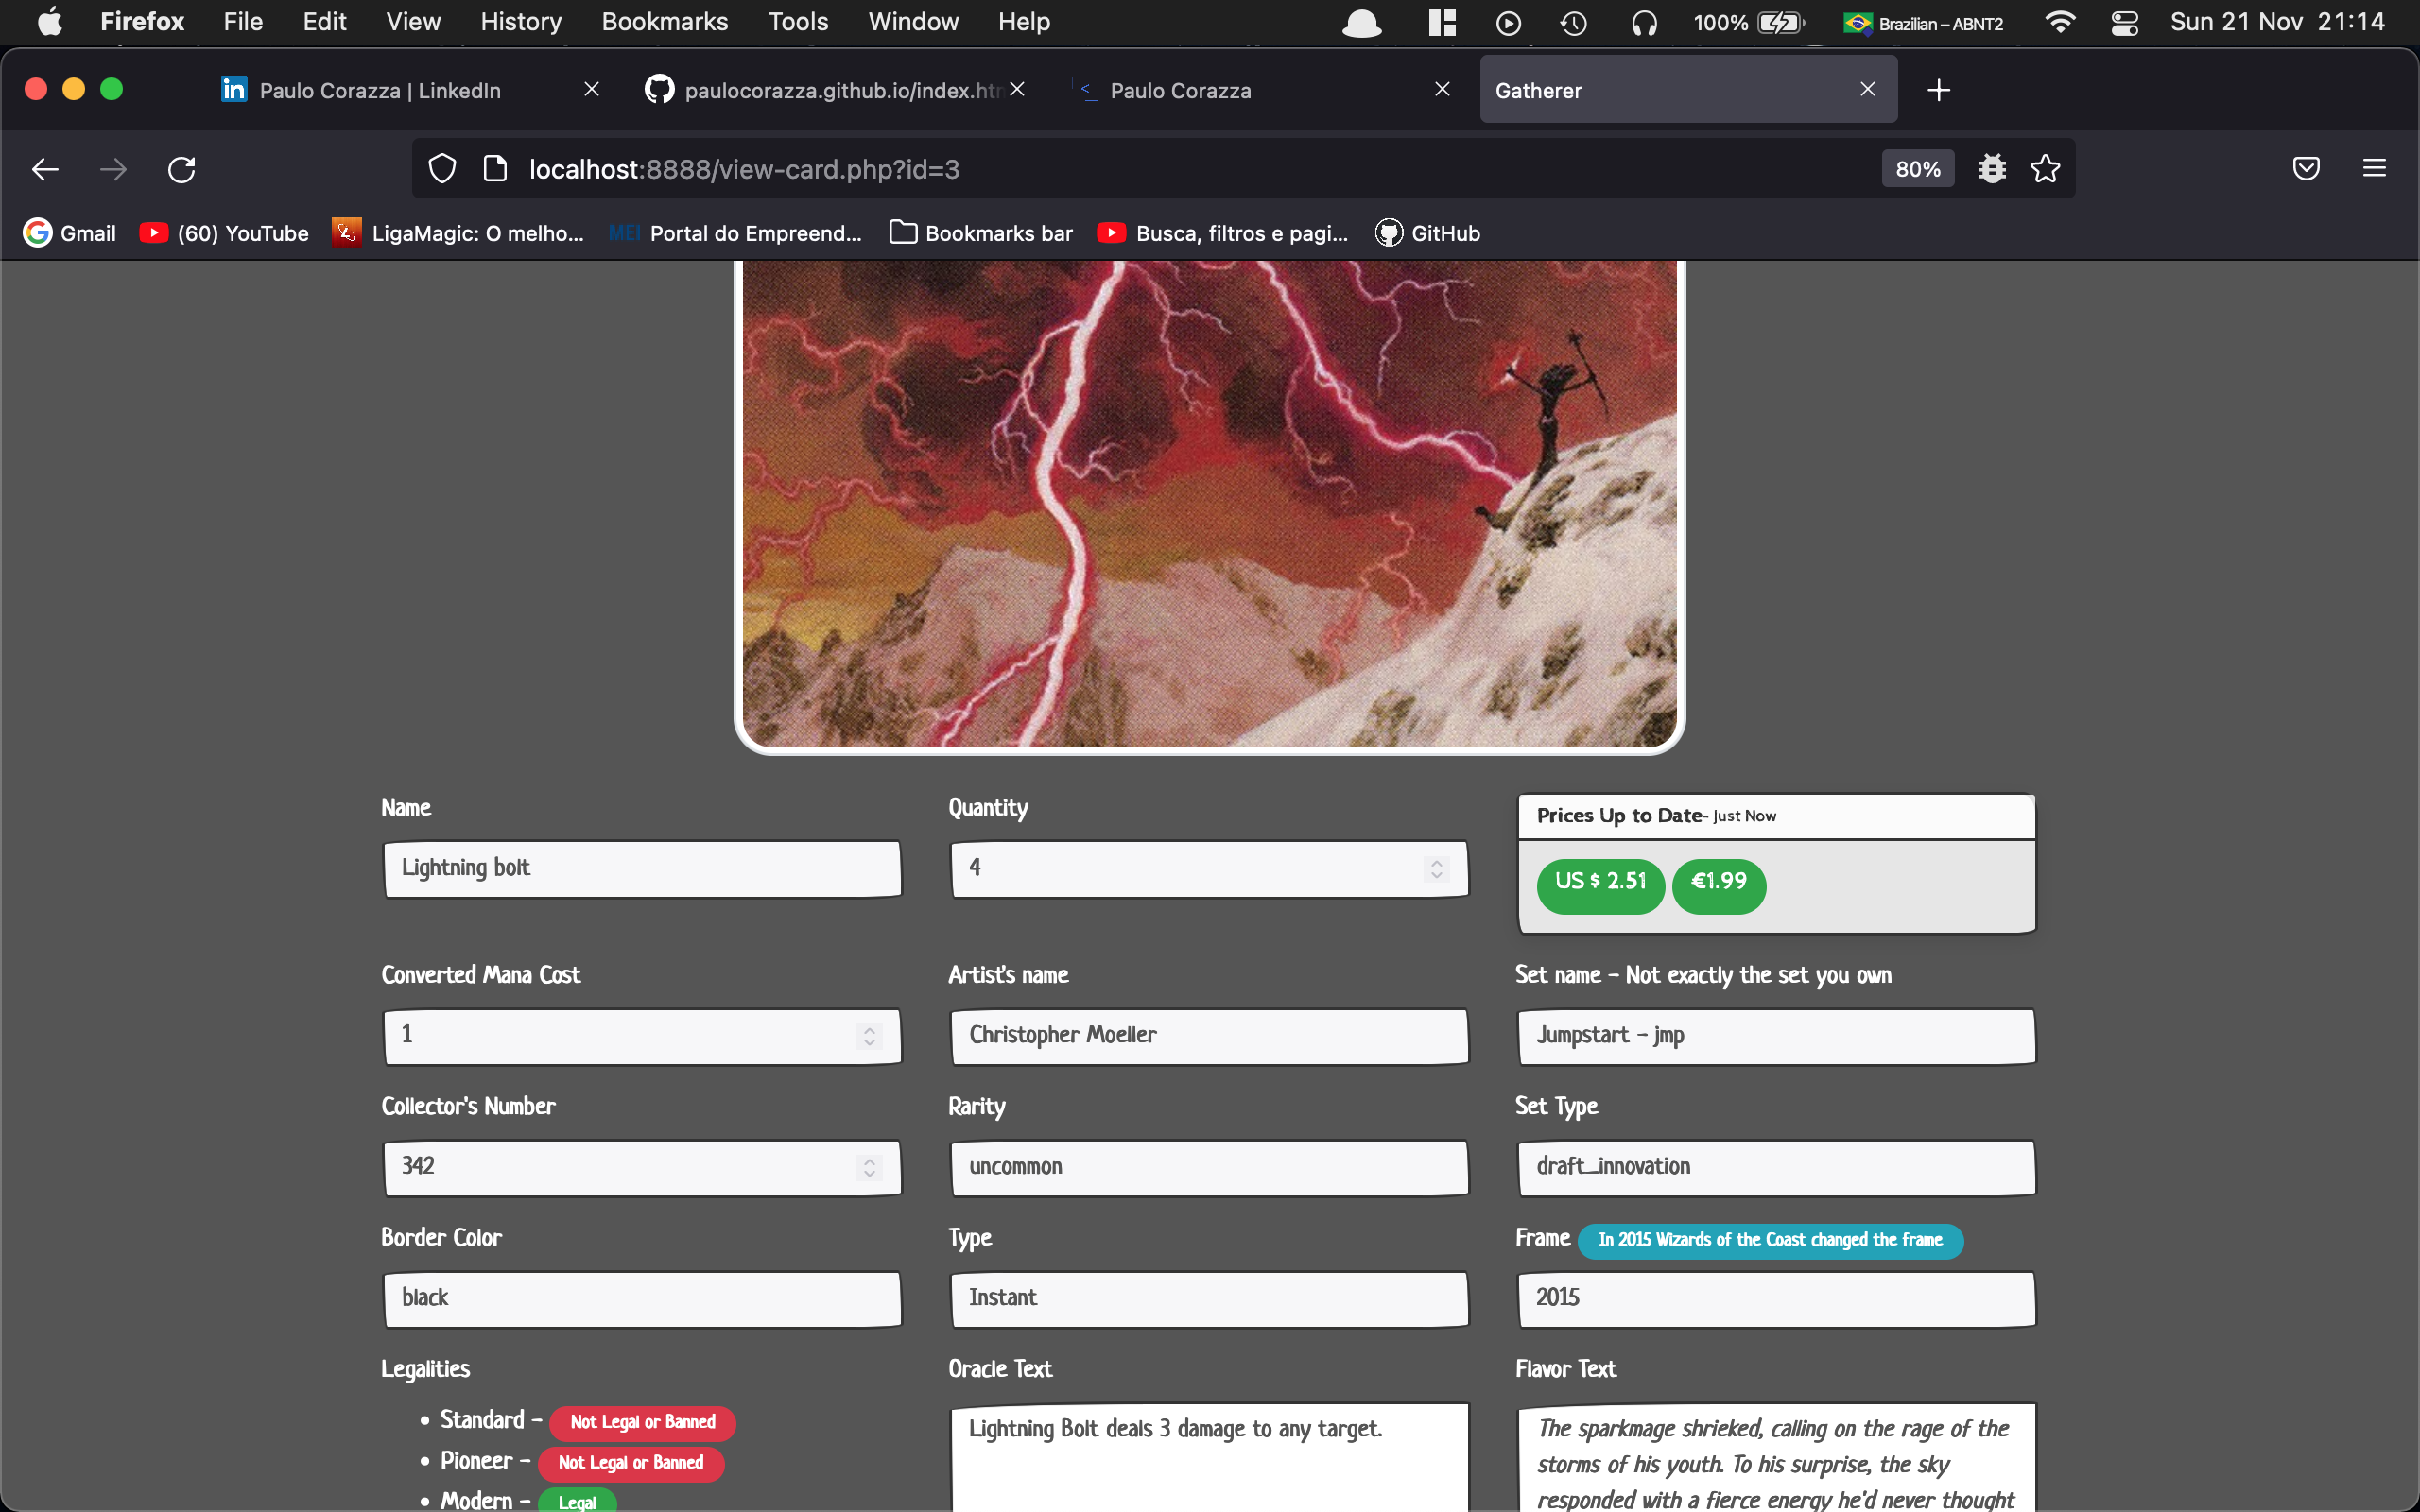 Firefox File Edit View History Bookmarks Tools Window Help 100% Brazilian – ABNT2 Sun 21 Nov 21:14
Paulo Corazza | LinkedIn paulocorazza.github.io/index.htm Paulo Corazza Gatherer
localhost:8888/view-card.php?id=3 80%
Gmail (60) YouTube LigaMagic: O melho... MEI Portal do Empreend... Bookmarks bar Busca, filtros e pagi... GitHub
Name Quantity Prices Up to Date- Just Now
Lightning bolt 4 US $ 2.51 €1.99
Converted Mana Cost Artist's name Set name - Not exactly the set you own
1 Christopher Moeller Jumpstart - jmp
Collector's Number Rarity Set Type
342 uncommon draft_innovation
Border Color Type Frame In 2015 Wizards of the Coast changed the frame
black Instant 2015
Legalities Oracle Text Flavor Text
• Standard - Not Legal or Banned
• Pioneer - Not Legal or Banned
• Modern - Legal
Lightning Bolt deals 3 damage to any target.
The sparkmage shrieked, calling on the rage of the
storms of his youth. To his surprise, the sky
responded with a fierce energy he'd never thought